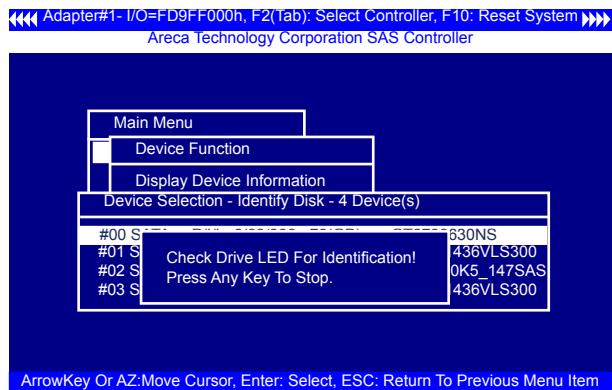 Adapter#1- I/O=FD9FF000h, F2(Tab): Select Controller, F10: Reset System
Areca Technology Corporation SAS Controller
Main Menu
Device Function
Display Device Information
Device Selection - Identify Disk - 4 Device(s)
#00 630NS
#01 S 436VLS300
#02 S 0K5_147SAS
#03 S 436VLS300
Check Drive LED For Identification!
Press Any Key To Stop.
ArrowKey Or AZ:Move Cursor, Enter: Select, ESC: Return To Previous Menu Item